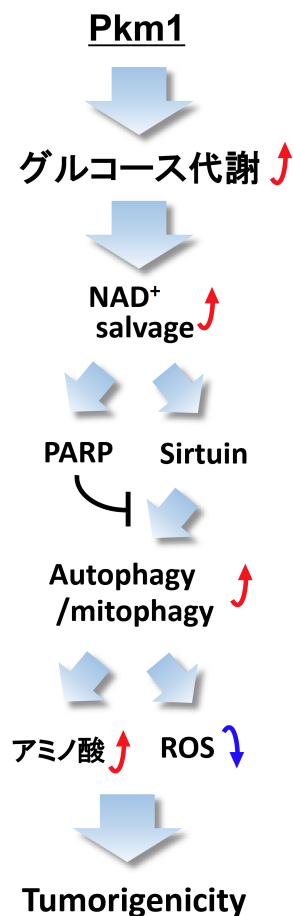 Pkm1
グルコース代謝
NAD⁺
salvage
PARP Sirtuin
Autophagy
/mitophagy
アミノ酸 ROS
Tumorigenicity